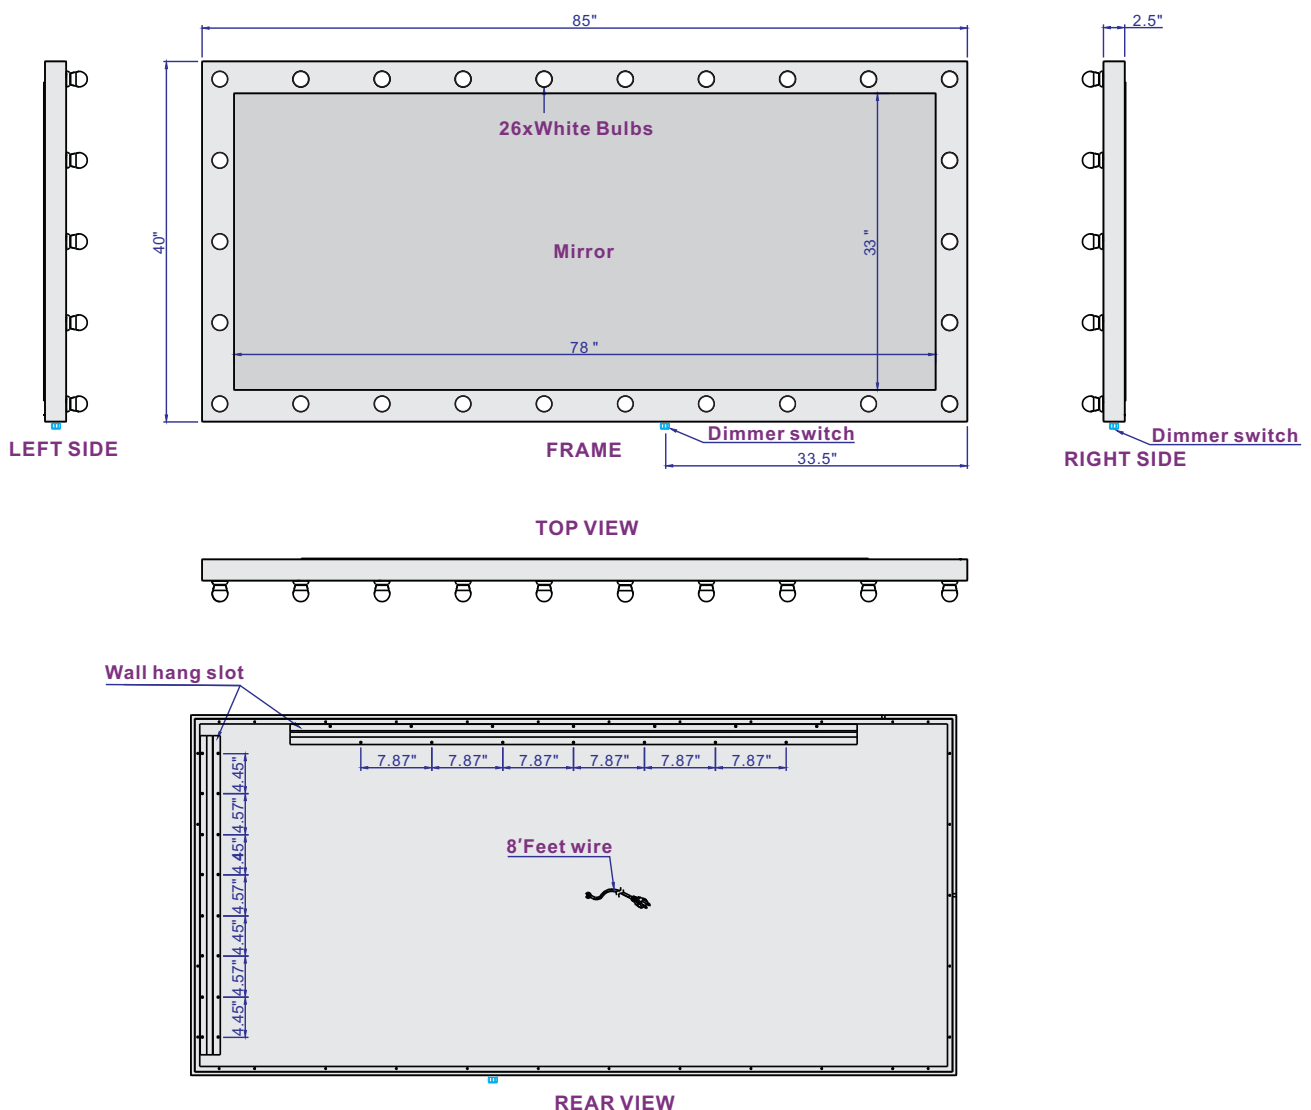 85"
2.5"
26xWhite Bulbs
40"
33 "
Mirror
78 "
Dimmer switch
Dimmer switch
LEFT SIDE
FRAME
33.5"
RIGHT SIDE
TOP VIEW
Wall hang slot
7.87" 7.87" 7.87" 7.87" 7.87" 7.87"
4.45"
4.57"
4.45"
4.57"
4.45"
4.57"
4.45"
8'Feet wire
REAR VIEW